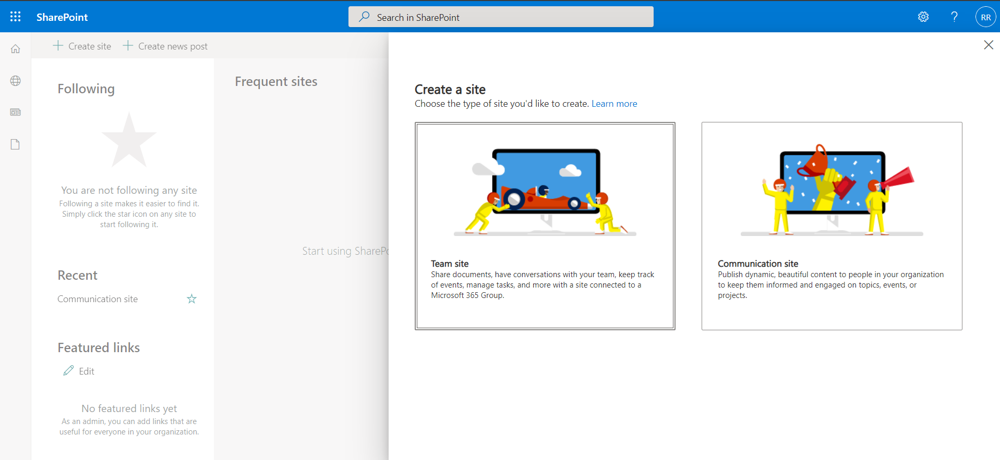 SharePoint
Search in SharePoint
?
RR
Create site
Create news post
Following
You are not following any site
Following a site makes it easier to find it.
Simply click the star icon on any site to
start following it.
Recent
Communication site
Featured links
Edit
No featured links yet
As an admin, you can add links that are
useful for everyone in your organization.
Frequent sites
Start using
Create a site
Choose the type of site you'd like to create. Learn more
Team site
Share documents, have conversations with your team, keep track
of events, manage tasks, and more with a site connected to a
Microsoft 365 Group.
Communication site
Publish dynamic, beautiful content to people in your organization
to keep them informed and engaged on topics, events, or
projects.